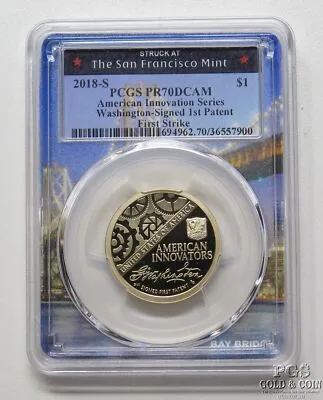 STRUCK AT
The San Francisco Mint
2018-S $1
PCGS PR70DCAM
American Innovation Series
Washington-Signed 1st Patent
First Strike
694962.70/36557900
UNITED STATES OF AMERICA
AMERICAN
INNOVATORS
G Washington
SIGNED FIRST PATENT
S
BAY BRIDGE
PGS
GOLD & COIN